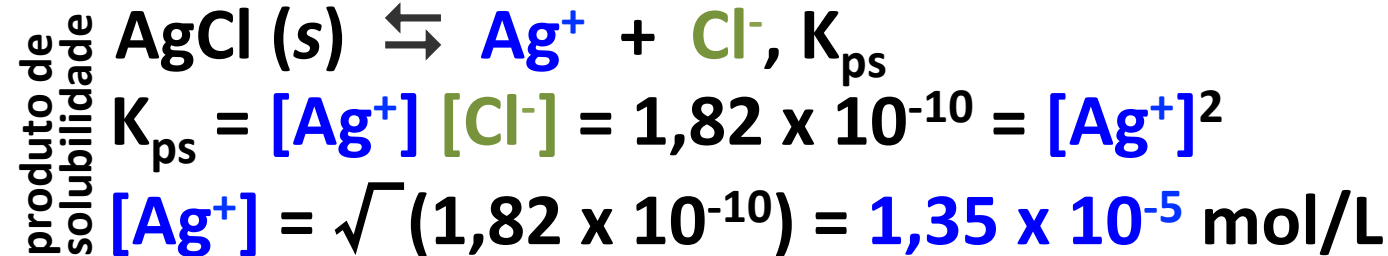 produto de
solubilidade
AgCl (s) ⇆ Ag⁺ + Cl⁻, Kₚₛ
Kₚₛ = [Ag⁺] [Cl⁻] = 1,82 x 10⁻¹⁰ = [Ag⁺]²
[Ag⁺] = √(1,82 x 10⁻¹⁰) = 1,35 x 10⁻⁵ mol/L